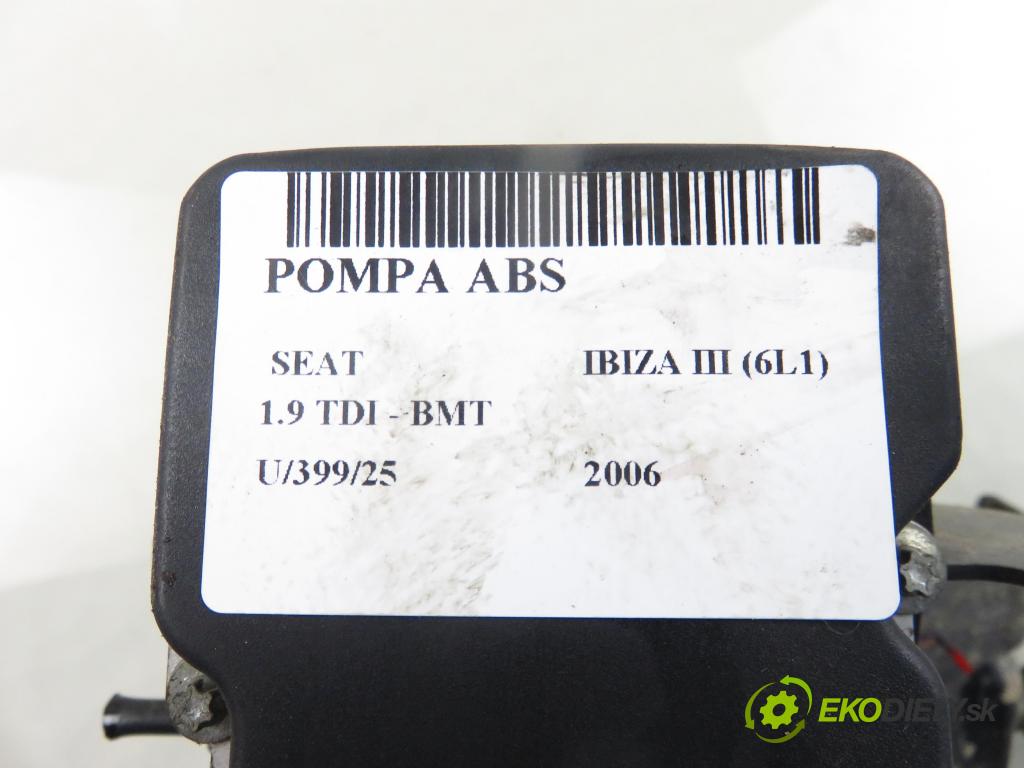 POMPA ABS
SEAT IBIZA III (6L1)
1.9 TDI - BMT
U/399/25 2006
EKODIELY.sk